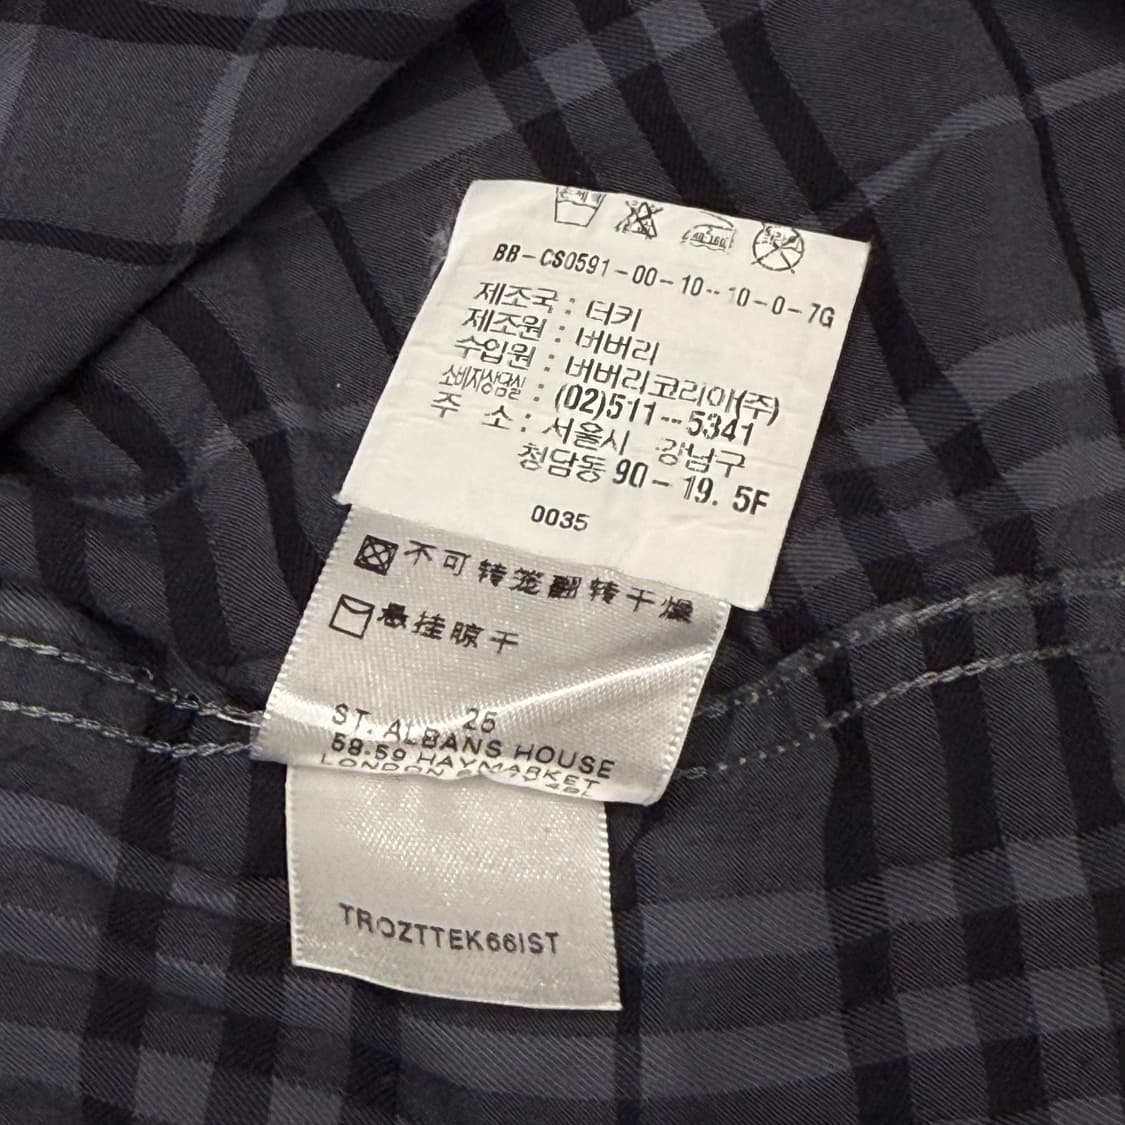 BB-CS0591-00-10--10-0-7G
제조국 : 터키
제조원 : 버버리
수입원 : 버버리코리아(주)
소비자상담실 : (02)511--5341
주 소 : 서울시 강남구
청담동 90-19. 5F
0035
不可转笼翻转干燥
悬挂晾干
25
ST. ALBANS HOUSE
58.59 HAYMARKET
LONDON
TROZTTEK66IST